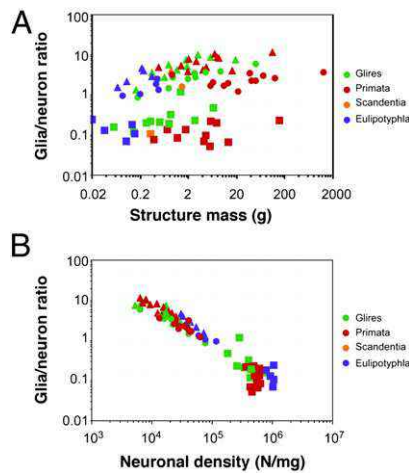 A
Glia/neuron ratio
100
10
1
0.1
0.01
0.02 0.2 2 20 200 2000
Structure mass (g)
Glires
Primata
Scandentia
Eulipotyphla
B
Glia/neuron ratio
100
10
1
0.1
0.01
10³ 10⁴ 10⁵ 10⁶ 10⁷
Neuronal density (N/mg)
Glires
Primata
Scandentia
Eulipotyphla